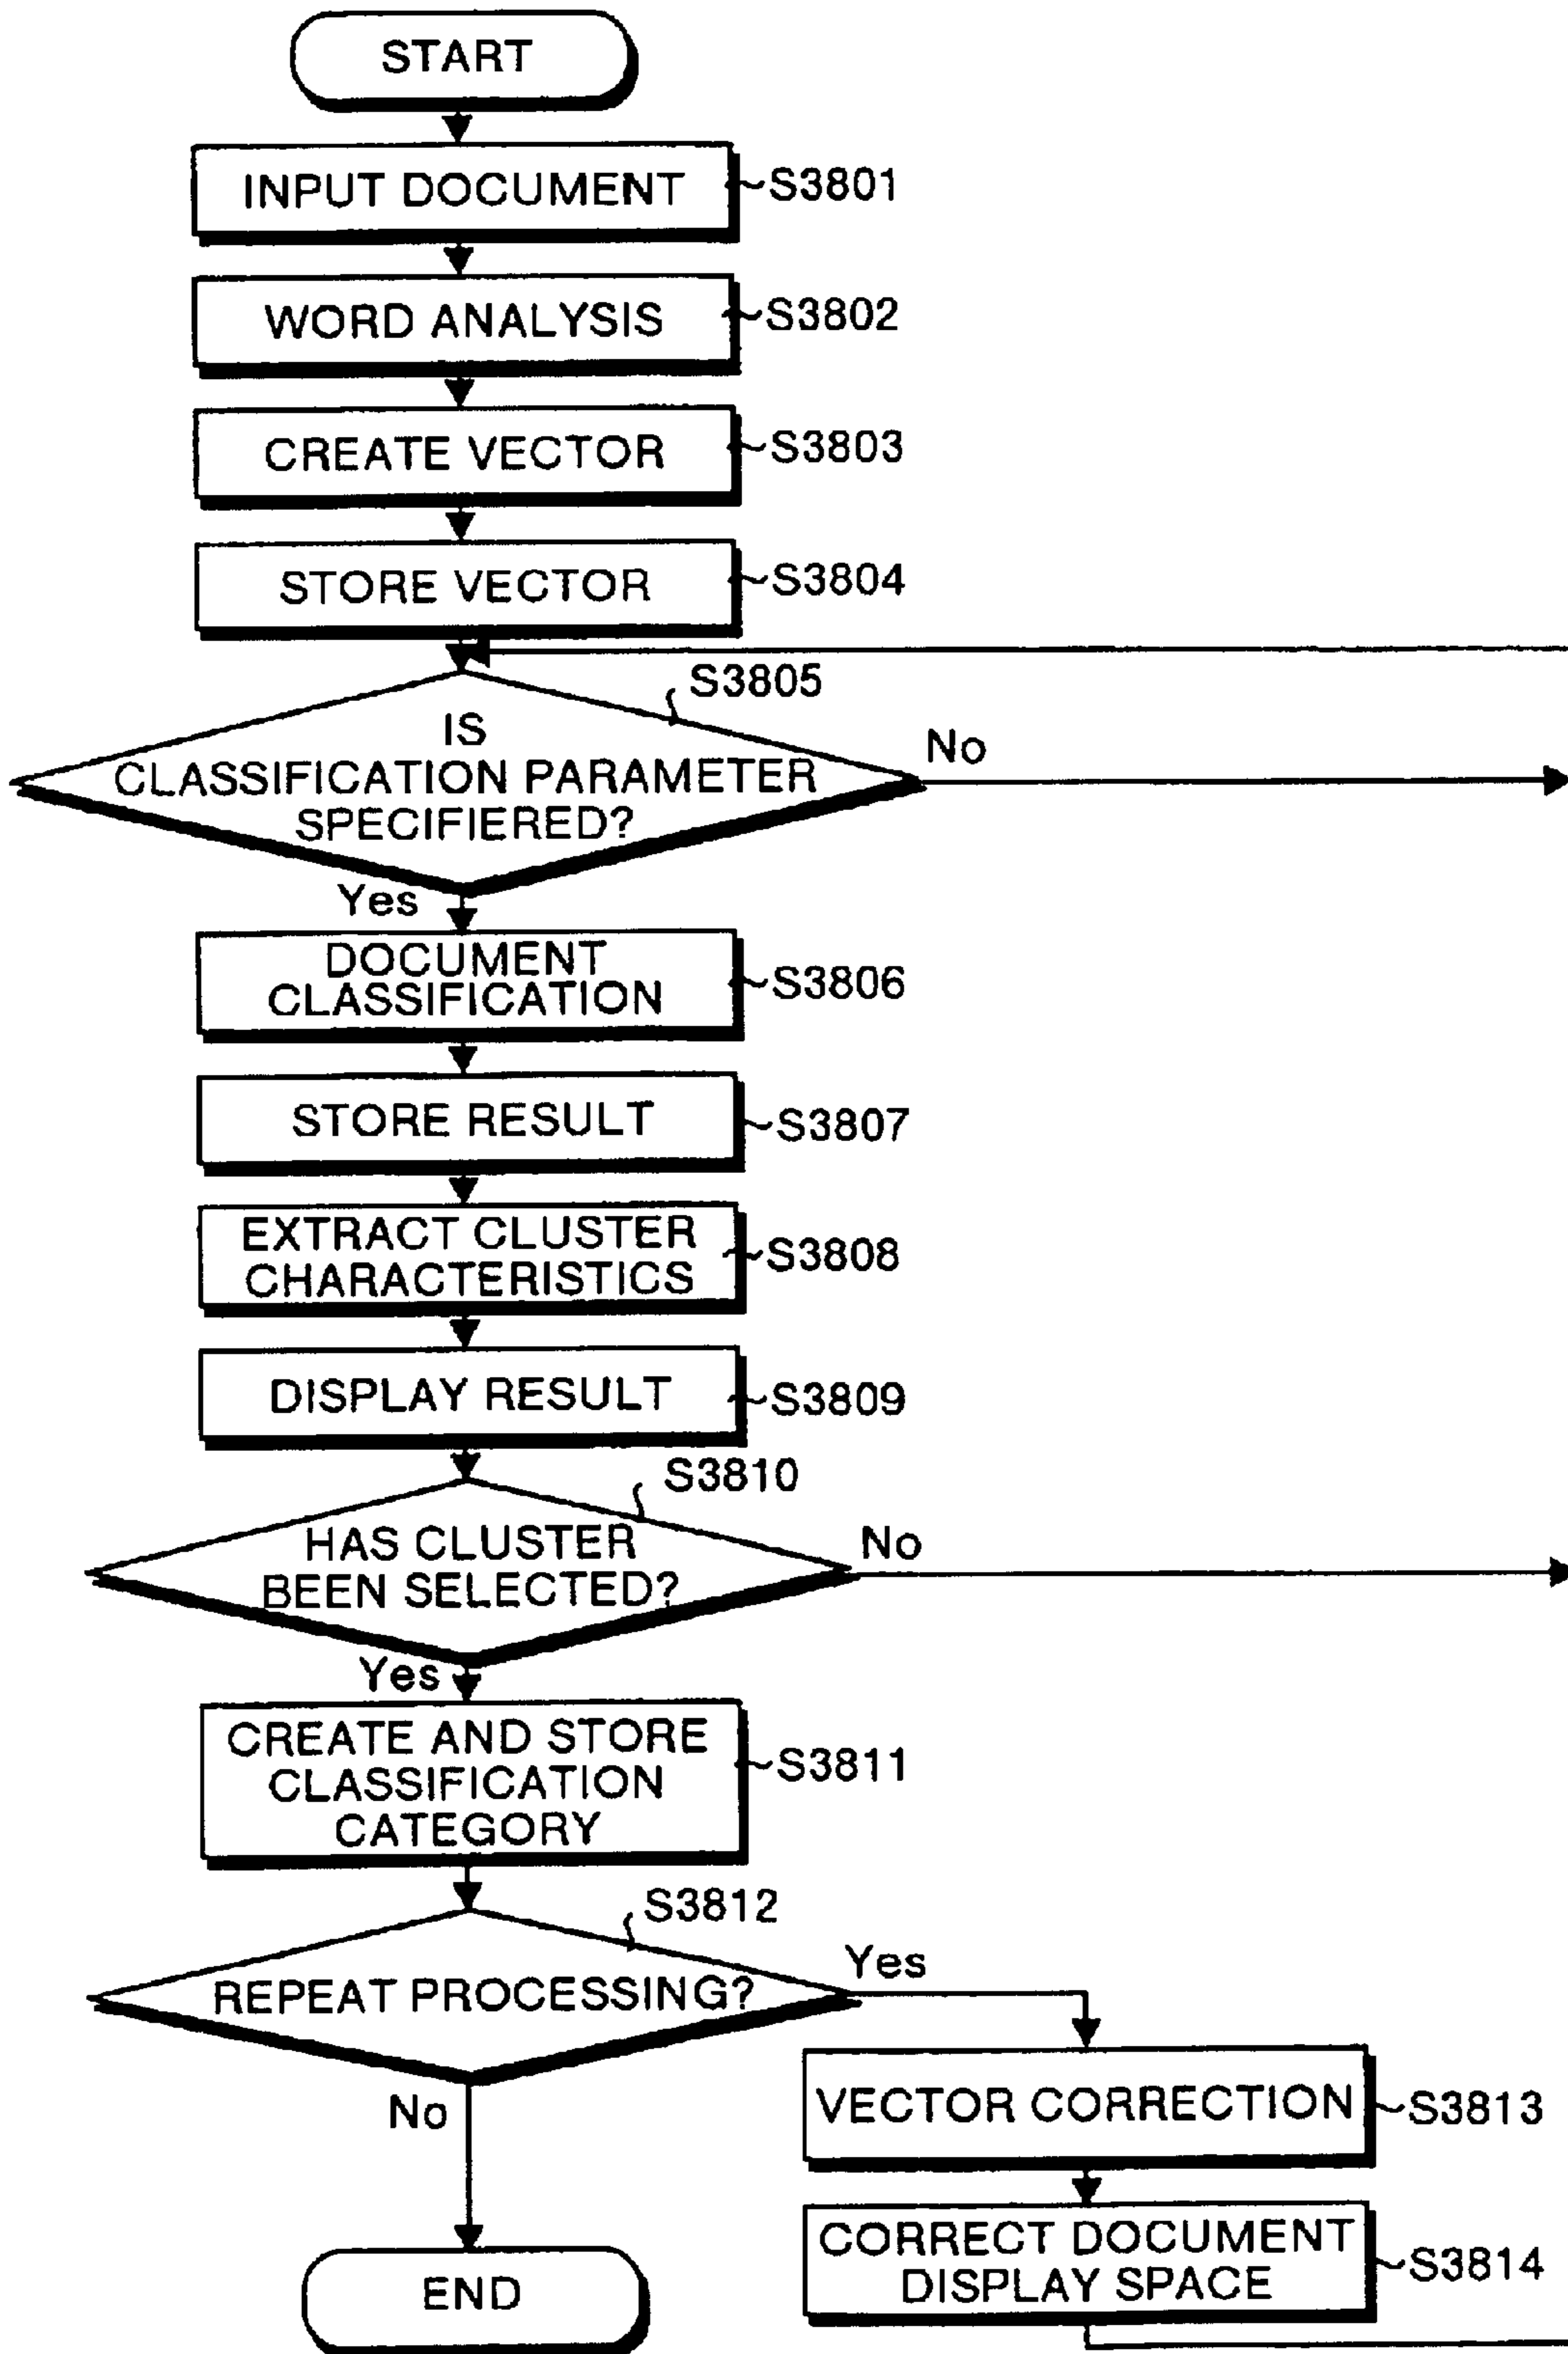 START
INPUT DOCUMENT
S3801
WORD ANALYSIS
S3802
CREATE VECTOR
S3803
STORE VECTOR
S3804
S3805
IS
CLASSIFICATION PARAMETER
SPECIFIERED?
No
Yes
DOCUMENT
CLASSIFICATION
S3806
STORE RESULT
S3807
EXTRACT CLUSTER
CHARACTERISTICS
S3808
DISPLAY RESULT
S3809
S3810
HAS CLUSTER
BEEN SELECTED?
No
Yes
CREATE AND STORE
CLASSIFICATION
CATEGORY
S3811
S3812
REPEAT PROCESSING?
Yes
No
VECTOR CORRECTION
S3813
CORRECT DOCUMENT
DISPLAY SPACE
S3814
END